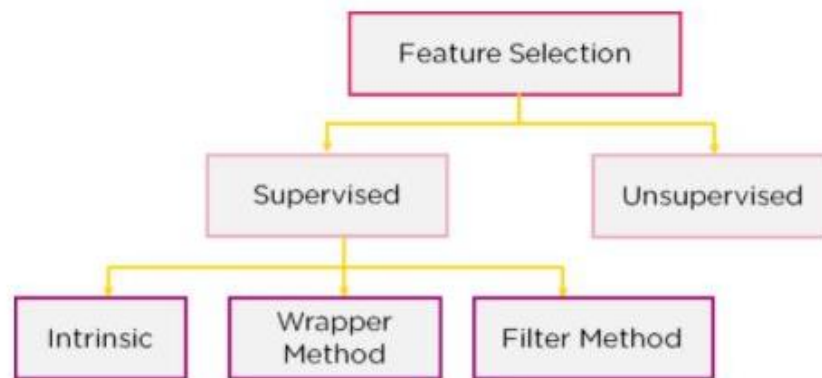 Feature Selection
Supervised
Unsupervised
Intrinsic
Wrapper
Method
Filter Method